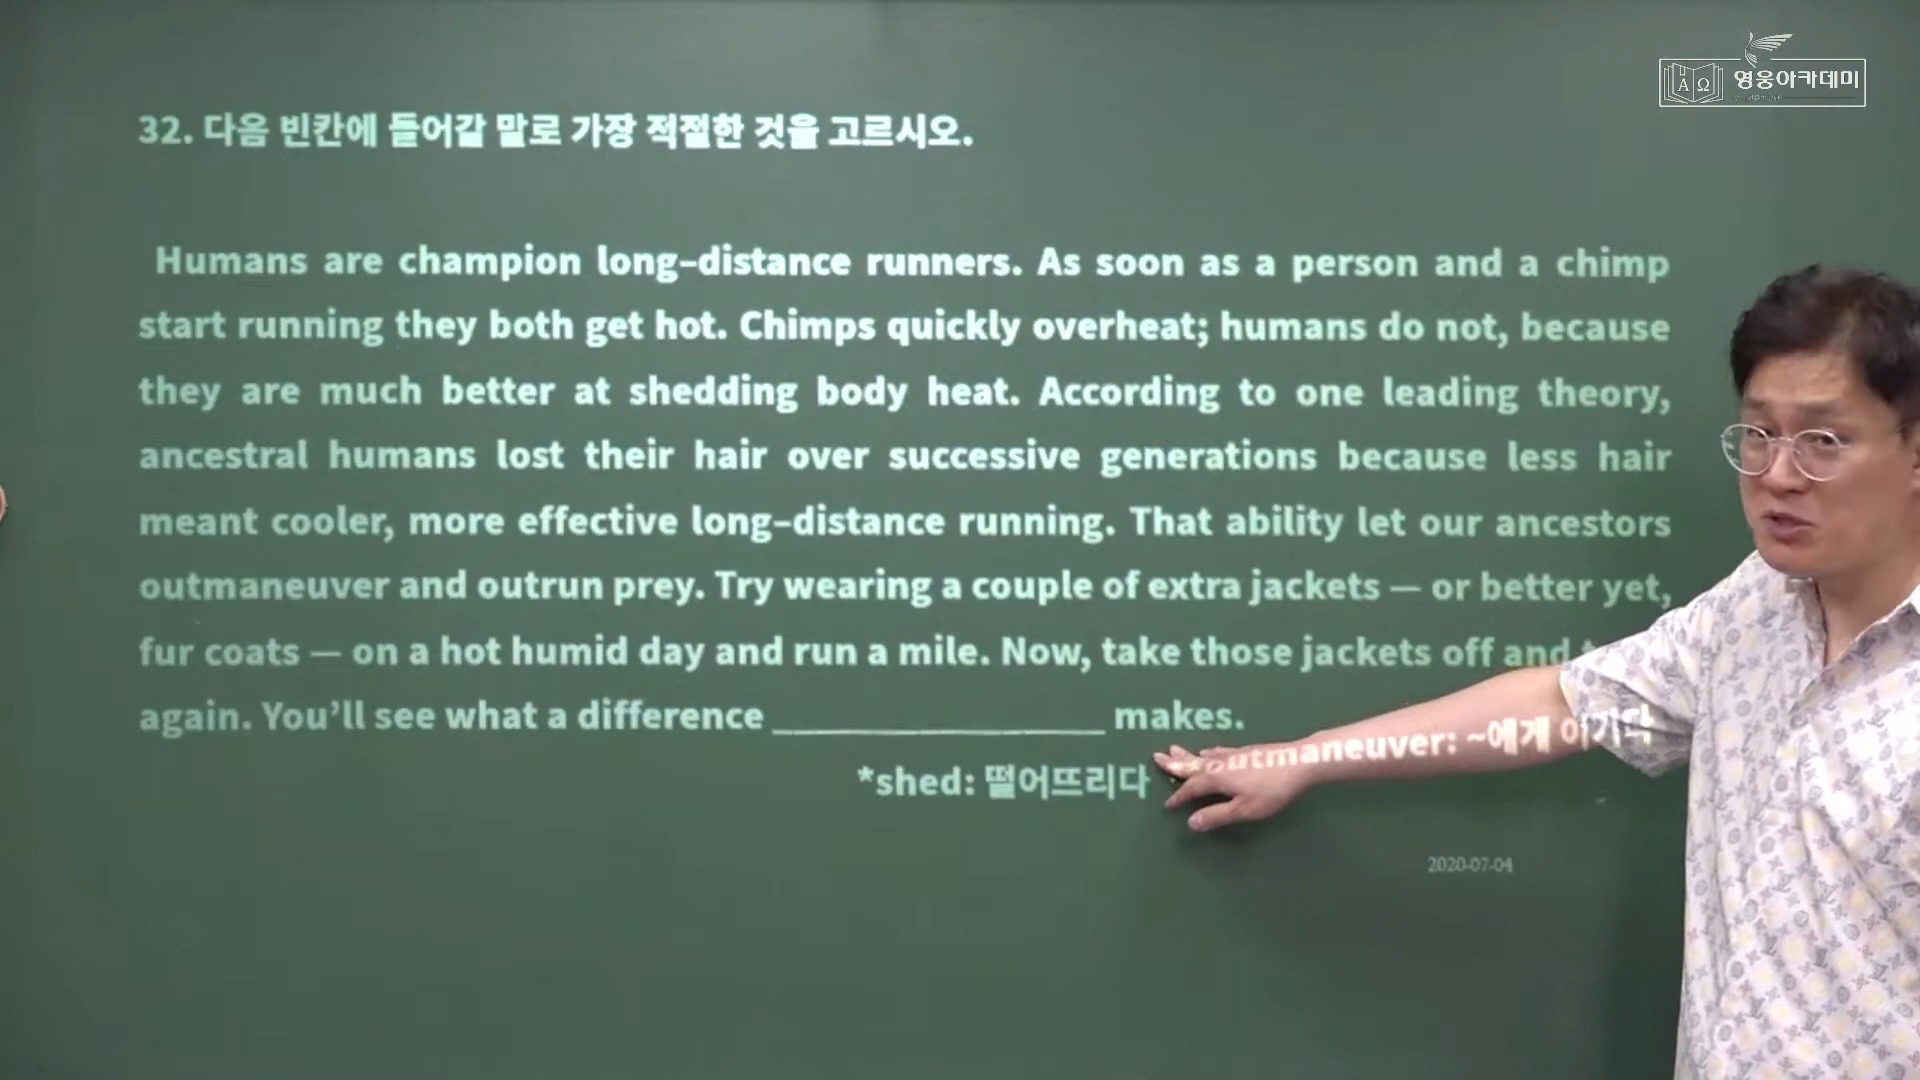 영웅아카데미
32. 다음 빈칸에 들어갈 말로 가장 적절한 것을 고르시오.
Humans are champion long–distance runners. As soon as a person and a chimp
start running they both get hot. Chimps quickly overheat; humans do not, because
they are much better at shedding body heat. According to one leading theory,
ancestral humans lost their hair over successive generations because less hair
meant cooler, more effective long–distance running. That ability let our ancestors
outmaneuver and outrun prey. Try wearing a couple of extra jackets — or better yet,
fur coats — on a hot humid day and run a mile. Now, take those jackets off and
again. You’ll see what a difference ________________ makes.
*shed: 떨어뜨리다 outmaneuver: ~에게 이기다
2020-07-04